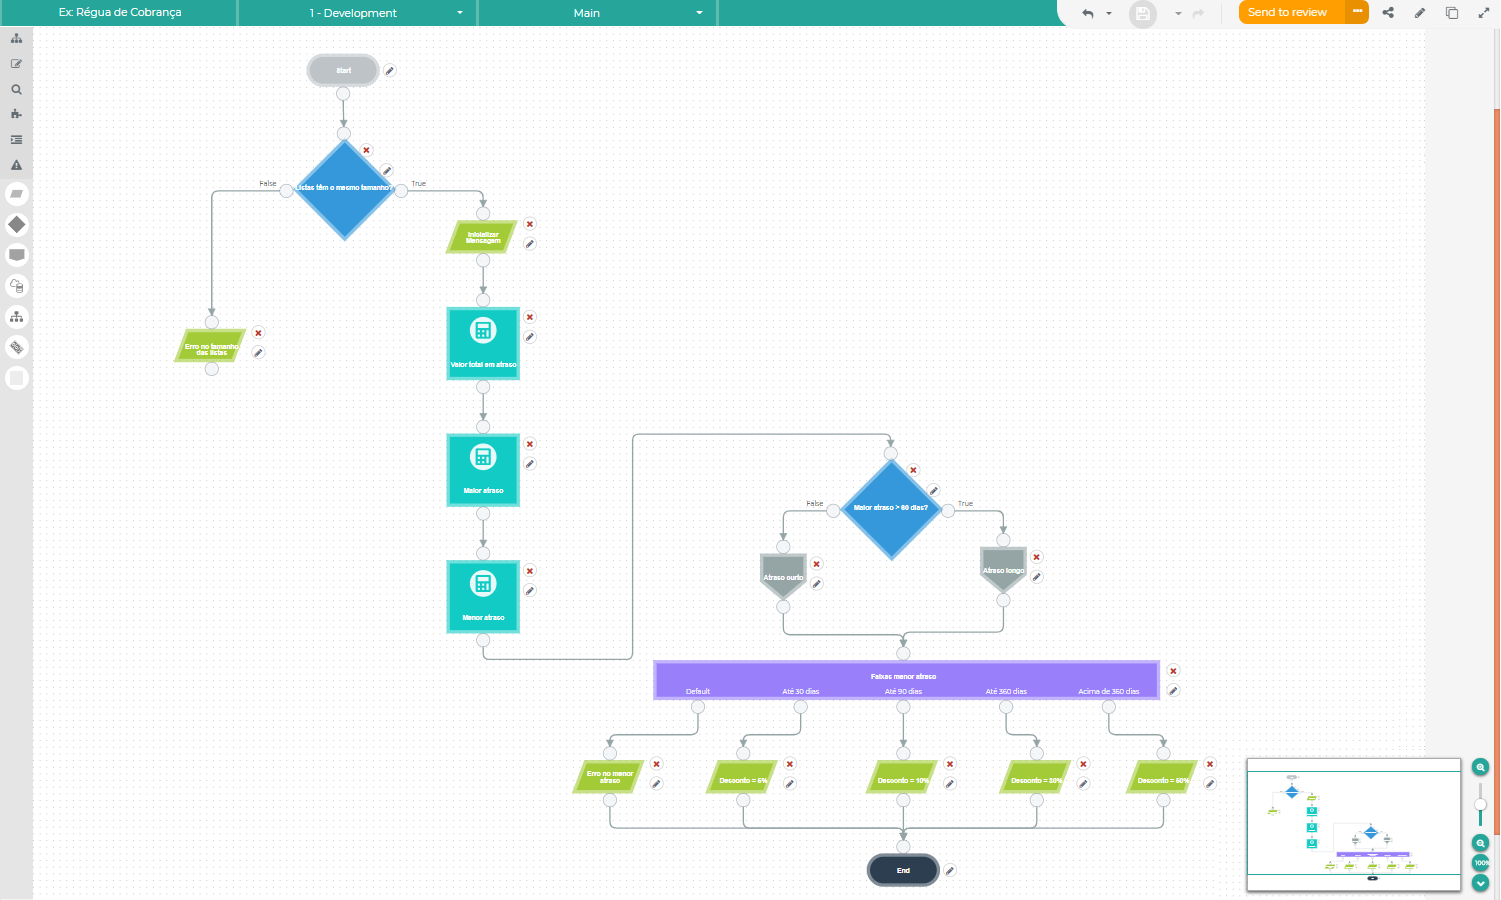 Ex: Régua de Cobrança
1 - Development
Main
Send to review
Start
False
Listas têm o mesmo tamanho?
True
Inicializar
Mensagem
Erro no tamanho
das listas
Valor total em atraso
Maior atraso
False
Maior atraso > 60 dias?
True
Atraso curto
Atraso longo
Menor atraso
Faixas menor atraso
Default
Até 30 dias
Até 90 dias
Até 360 dias
Acima de 360 dias
Erro no menor
atraso
Desconto = 5%
Desconto = 10%
Desconto = 30%
Desconto = 60%
End
100%